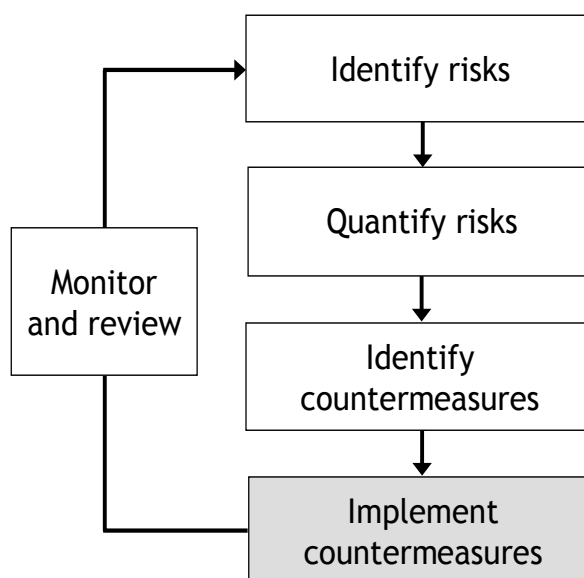 Identify risks
Quantify risks
Monitor
and review
Identify
countermeasures
Implement
countermeasures